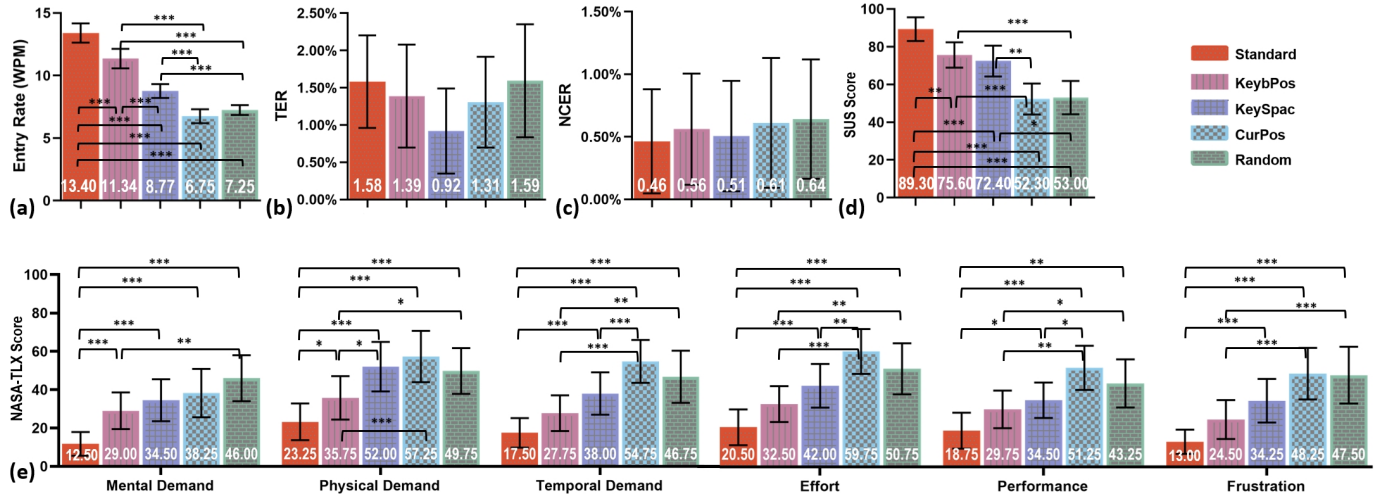 Entry Rate (WPM)
15
10
5
0
***
***
***
***
***
***
***
***
***
13.40 11.34 8.77 6.75 7.25
(a)
TER
2.50%
2.00%
1.50%
1.00%
0.50%
0.00%
1.58 1.39 0.92 1.31 1.59
(b)
NCER
1.50%
1.00%
0.50%
0.00%
0.46 0.56 0.51 0.61 0.64
(c)
SUS Score
100
80
60
40
20
0
***
**
***
**
***
*
***
***
89.30 75.60 72.40 52.30 53.00
(d)
Standard
KeybPos
KeySpac
CurPos
Random
NASA-TLX Score
100
80
60
40
20
0
(e)
***
***
***
***
**
12.50 29.00 34.50 38.25 46.00
Mental Demand
***
***
*
***
*
*
***
23.25 35.75 52.00 57.25 49.75
Physical Demand
***
***
**
***
***
***
17.50 27.75 38.00 54.75 46.75
Temporal Demand
***
***
**
***
**
***
20.50 32.50 42.00 59.75 50.75
Effort
**
***
*
*
*
**
18.75 29.75 34.50 51.25 43.25
Performance
***
***
***
***
***
13.00 24.50 34.25 48.25 47.50
Frustration